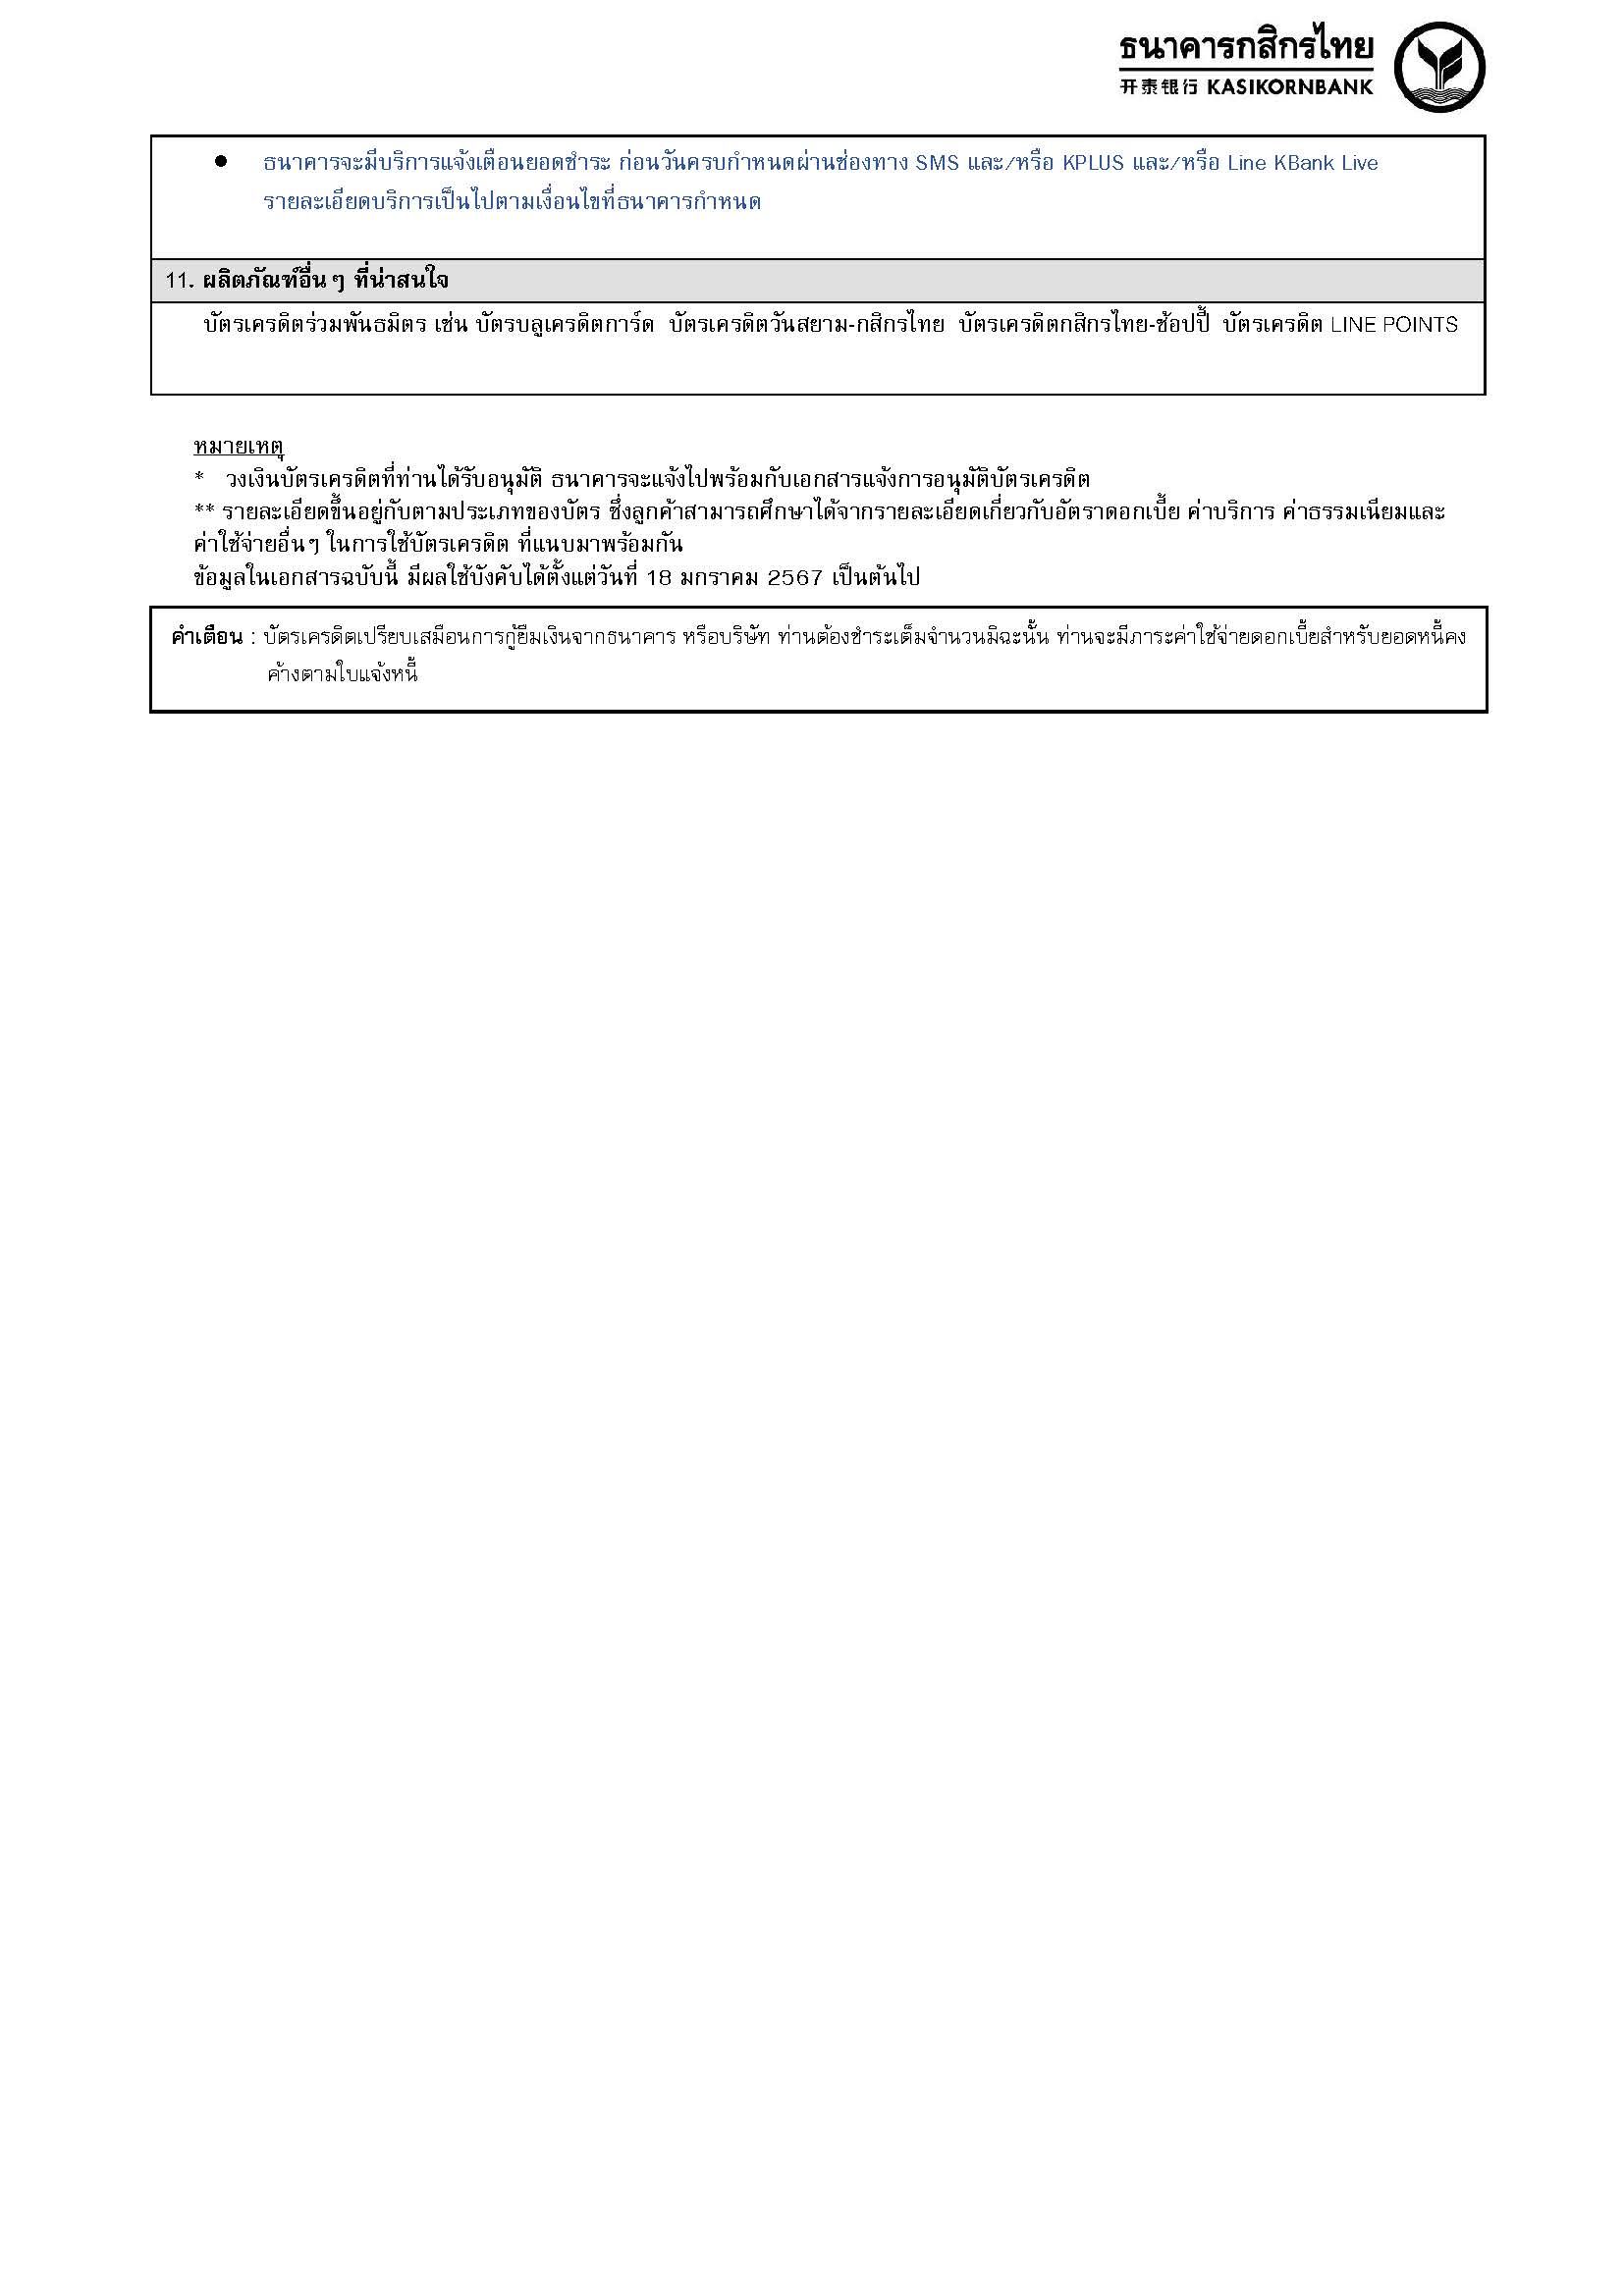 ธนาคารกสิกรไทย
开泰银行 KASIKORNBANK
● ธนาคารจะมีบริการแจ้งเตือนยอดชำระ ก่อนวันครบกำหนดผ่านช่องทาง SMS และ/หรือ KPLUS และ/หรือ Line KBank Live
รายละเอียดบริการเป็นไปตามเงื่อนไขที่ธนาคารกำหนด
11. ผลิตภัณฑ์อื่นๆ ที่น่าสนใจ
บัตรเครดิตร่วมพันธมิตร เช่น บัตรบลูเครดิตการ์ด บัตรเครดิตวันสยาม-กสิกรไทย บัตรเครดิตกสิกรไทย-ช้อปปี้ บัตรเครดิต LINE POINTS
หมายเหตุ
* วงเงินบัตรเครดิตที่ท่านได้รับอนุมัติ ธนาคารจะแจ้งไปพร้อมกับเอกสารแจ้งการอนุมัติบัตรเครดิต
** รายละเอียดขึ้นอยู่กับตามประเภทของบัตร ซึ่งลูกค้าสามารถศึกษาได้จากรายละเอียดเกี่ยวกับอัตราดอกเบี้ย ค่าบริการ ค่าธรรมเนียมและ
ค่าใช้จ่ายอื่นๆ ในการใช้บัตรเครดิต ที่แนบมาพร้อมกัน
ข้อมูลในเอกสารฉบับนี้ มีผลใช้บังคับได้ตั้งแต่วันที่ 18 มกราคม 2567 เป็นต้นไป
คำเตือน : บัตรเครดิตเปรียบเสมือนการกู้ยืมเงินจากธนาคาร หรือบริษัท ท่านต้องชำระเต็มจำนวนมิฉะนั้น ท่านจะมีภาระค่าใช้จ่ายดอกเบี้ยสำหรับยอดหนี้คง
ค้างตามใบแจ้งหนี้